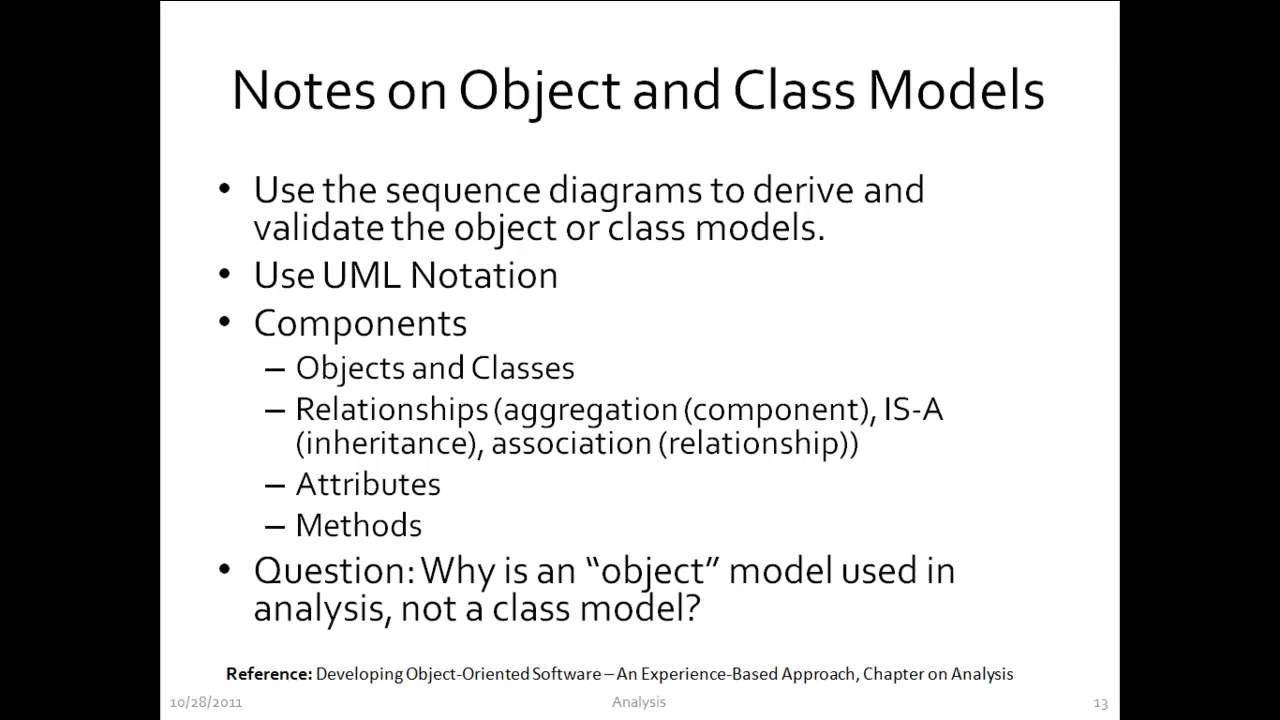 Notes on Object and Class Models
• Use the sequence diagrams to derive and
validate the object or class models.
• Use UML Notation
• Components
– Objects and Classes
– Relationships (aggregation (component), IS-A
(inheritance), association (relationship))
– Attributes
– Methods
• Question: Why is an “object” model used in
analysis, not a class model?
Reference: Developing Object-Oriented Software – An Experience-Based Approach, Chapter on Analysis
10/28/2011 Analysis 13